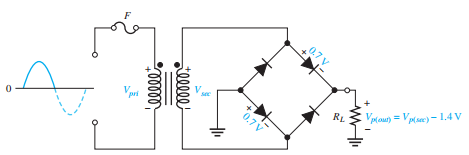 F
0
+
V_pri
−
+
V_sec
−
+ 0.7 V −
+ 0.7 V −
R_L
+
V_p(out) = V_p(sec) − 1.4 V
−